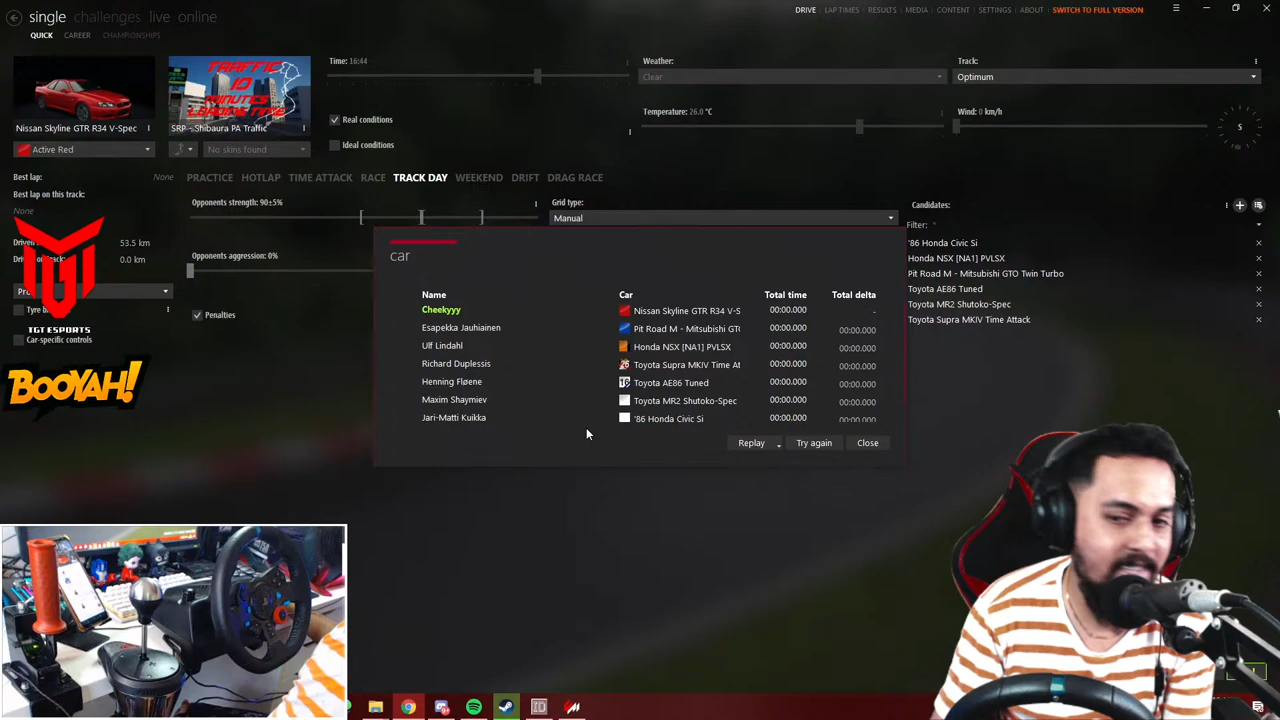 single challenges live online
DRIVE LAP TIMES RESULTS MEDIA CONTENT SETTINGS ABOUT SWITCH TO FULL VERSION
QUICK CAREER CHAMPIONSHIPS
TRAFFIC
10
MINUTES
LOADING TIME
Nissan Skyline GTR R34 V-Spec
SRP - Shibaura PA Traffic
Active Red
No skins found
Time: 16:44
Real conditions
Ideal conditions
Weather:
Clear
Temperature: 26.0 °C
Track:
Optimum
Wind: 0 km/h
S
Best lap: None
Best lap on this track:
None
53.5 km
0.0 km
Car-specific controls
TGT ESPORTS
BOOYAH!
PRACTICE HOTLAP TIME ATTACK RACE TRACK DAY WEEKEND DRIFT DRAG RACE
Opponents strength: 90±5%
Grid type:
Manual
Opponents aggression: 0%
Penalties
Candidates:
Filter: *
'86 Honda Civic Si
Honda NSX [NA1] PVLSX
Pit Road M - Mitsubishi GTO Twin Turbo
Toyota AE86 Tuned
Toyota MR2 Shutoko-Spec
Toyota Supra MKIV Time Attack
car
Name Car Total time Total delta
Cheekyyy Nissan Skyline GTR R34 V-S 00:00.000 -
Esapekka Jauhiainen Pit Road M - Mitsubishi GT 00:00.000 00:00.000
Ulf Lindahl Honda NSX [NA1] PVLSX 00:00.000 00:00.000
Richard Duplessis Toyota Supra MKIV Time At 00:00.000 00:00.000
Henning Fløene Toyota AE86 Tuned 00:00.000 00:00.000
Maxim Shaymiev Toyota MR2 Shutoko-Spec 00:00.000 00:00.000
Jari-Matti Kuikka '86 Honda Civic Si 00:00.000 00:00.000
Replay Try again Close